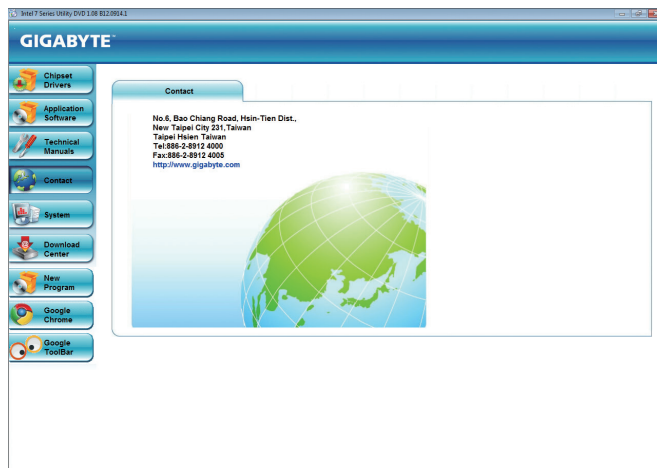 Intel 7 Series Utility DVD 1.08 B12.0914.1
GIGABYTE™
Chipset
Drivers
Application
Software
Technical
Manuals
Contact
System
Download
Center
New
Program
Google
Chrome
Google
ToolBar
Contact
No.6, Bao Chiang Road, Hsin-Tien Dist.,
New Taipei City 231,Taiwan
Taipei Hsien Taiwan
Tel:886-2-8912 4000
Fax:886-2-8912 4005
http://www.gigabyte.com